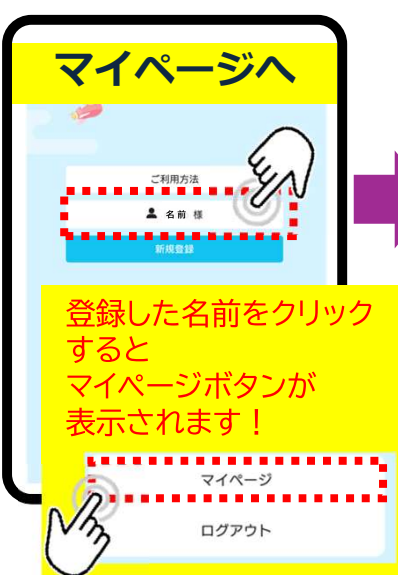 マイページへ
ご利用方法
名前 様
新規登録
登録した名前をクリック
すると
マイページボタンが
表示されます！
マイページ
ログアウト